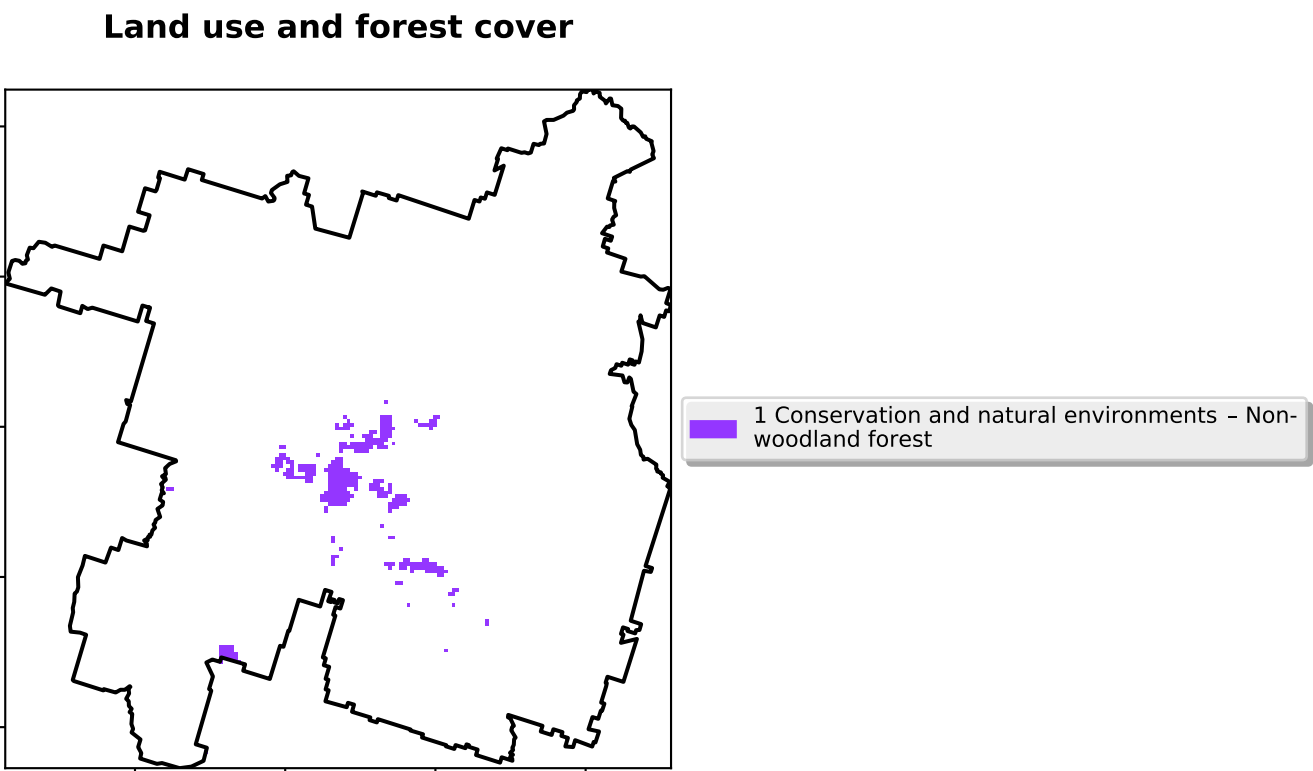 Land use and forest cover
1 Conservation and natural environments – Non-
woodland forest